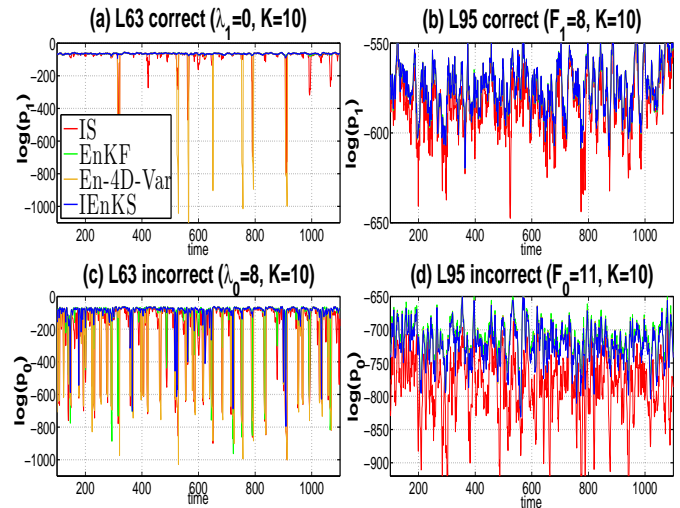 (a) L63 correct (λ₁=0, K=10)
log(p₁)
0
−200
−400
−600
−800
−1000
IS
EnKF
En-4D-Var
IEnKS
200 400 600 800 1000
time
(b) L95 correct (F₁=8, K=10)
log(p₁)
−550
−600
−650
200 400 600 800 1000
time
(c) L63 incorrect (λ₀=8, K=10)
log(p₀)
0
−200
−400
−600
−800
−1000
200 400 600 800 1000
time
(d) L95 incorrect (F₀=11, K=10)
log(p₀)
−650
−700
−750
−800
−850
−900
200 400 600 800 1000
time